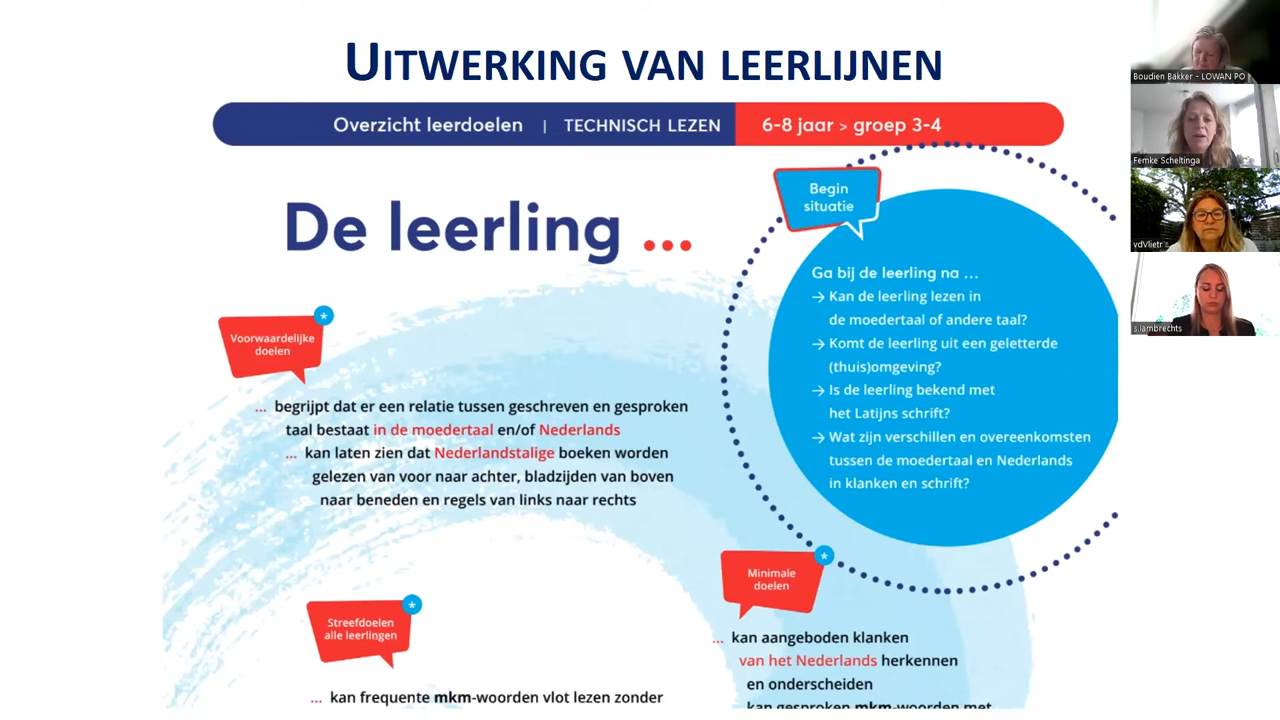 UITWERKING VAN LEERLIJNEN
Overzicht leerdoelen | TECHNISCH LEZEN 6-8 jaar > groep 3-4
De leerling ...
Begin
situatie
Ga bij de leerling na ...
→ Kan de leerling lezen in
de moedertaal of andere taal?
→ Komt de leerling uit een geletterde
(thuis)omgeving?
→ Is de leerling bekend met
het Latijns schrift?
→ Wat zijn verschillen en overeenkomsten
tussen de moedertaal en Nederlands
in klanken en schrift?
*
Voorwaardelijke
doelen
... begrijpt dat er een relatie tussen geschreven en gesproken
taal bestaat in de moedertaal en/of Nederlands
... kan laten zien dat Nederlandstalige boeken worden
gelezen van voor naar achter, bladzijden van boven
naar beneden en regels van links naar rechts
*
Minimale
doelen
... kan aangeboden klanken
van het Nederlands herkennen
en onderscheiden
kan gesproken mkm-woorden met
*
Streefdoelen
alle leerlingen
... kan frequente mkm-woorden vlot lezen zonder
Boudien Bakker - LOWAN PO
Femke Scheltinga
vdVlietr
s.lambrechts